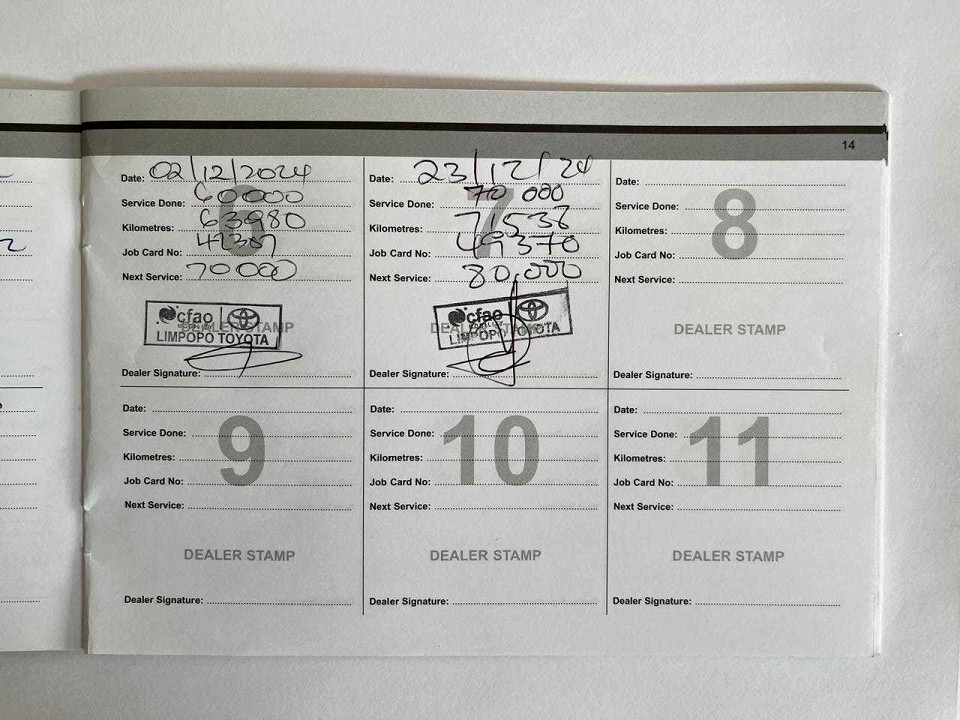 14
6
Date: 02/12/2024
Service Done: 60000
Kilometres: 63980
Job Card No:
Next Service: 70000
cfao
DEALER STAMP
LIMPOPO TOYOTA
Dealer Signature:
7
Date: 23/12/24
Service Done: 70 000
Kilometres: 71538
Job Card No: 49370
Next Service: 80,000
cfao
DEALER STAMP
LIMPOPO TOYOTA
Dealer Signature:
8
Date:
Service Done:
Kilometres:
Job Card No:
Next Service:
DEALER STAMP
Dealer Signature:
9
Date:
Service Done:
Kilometres:
Job Card No:
Next Service:
DEALER STAMP
Dealer Signature:
10
Date:
Service Done:
Kilometres:
Job Card No:
Next Service:
DEALER STAMP
Dealer Signature:
11
Date:
Service Done:
Kilometres:
Job Card No:
Next Service:
DEALER STAMP
Dealer Signature: